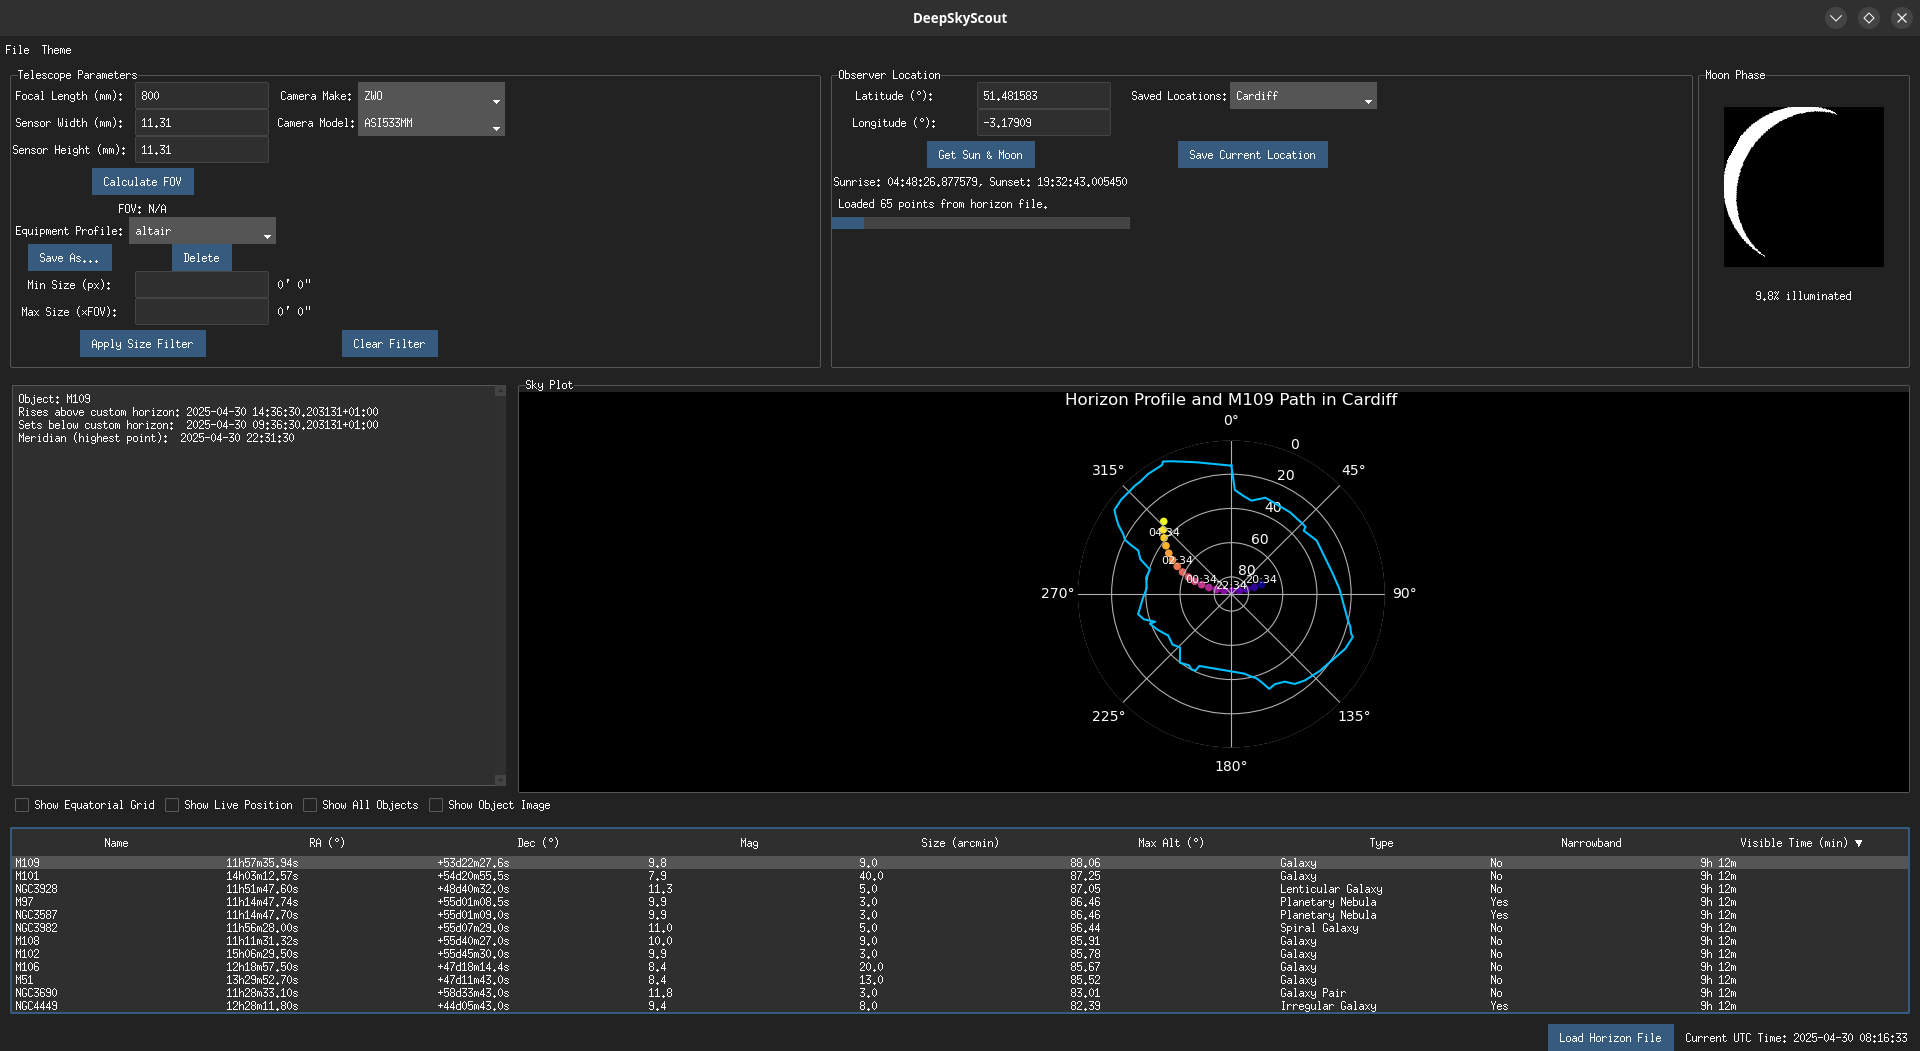 DeepSkyScout
File Theme
Telescope Parameters
Focal Length (mm): 800 Camera Make: ZWO
Sensor Width (mm): 11.31 Camera Model: ASI533MM
Sensor Height (mm): 11.31
Calculate FOV
FOV: N/A
Equipment Profile: altair
Save As... Delete
Min Size (px): 0' 0"
Max Size (×FOV): 0' 0"
Apply Size Filter Clear Filter
Observer Location
Latitude (°): 51.481583 Saved Locations: Cardiff
Longitude (°): -3.17909
Get Sun & Moon Save Current Location
Sunrise: 04:48:26.877579, Sunset: 19:32:43.005450
Loaded 65 points from horizon file.
Moon Phase
9.8% illuminated
Object: M109
Rises above custom horizon: 2025-04-30 14:36:30.203131+01:00
Sets below custom horizon: 2025-04-30 09:36:30.203131+01:00
Meridian (highest point): 2025-04-30 22:31:30
Sky Plot
Horizon Profile and M109 Path in Cardiff
0°
0
315° 20 45°
40
04:34
60
02:34
80
00:34 22:34 20:34
270° 90°
225° 135°
180°
Show Equatorial Grid Show Live Position Show All Objects Show Object Image
Name RA (°) Dec (°) Mag Size (arcmin) Max Alt (°) Type Narrowband Visible Time (min) ▼
M109 11h57m35.94s +53d22m27.6s 9.8 9.0 88.06 Galaxy No 9h 12m
M101 14h03m12.57s +54d20m55.5s 7.9 40.0 87.25 Galaxy No 9h 12m
NGC3928 11h51m47.60s +48d40m32.0s 11.3 5.0 87.05 Lenticular Galaxy No 9h 12m
M97 11h14m47.74s +55d01m08.5s 9.9 3.0 86.46 Planetary Nebula Yes 9h 12m
NGC3587 11h14m47.70s +55d01m09.0s 9.9 3.0 86.46 Planetary Nebula Yes 9h 12m
NGC3982 11h56m28.00s +55d07m29.0s 11.0 5.0 86.44 Spiral Galaxy No 9h 12m
M108 11h11m31.32s +55d40m27.0s 10.0 9.0 85.91 Galaxy No 9h 12m
M102 15h06m29.50s +55d45m30.0s 9.9 3.0 85.78 Galaxy No 9h 12m
M106 12h18m57.50s +47d18m14.4s 8.4 20.0 85.67 Galaxy No 9h 12m
M51 13h29m52.70s +47d11m43.0s 8.4 13.0 85.52 Galaxy No 9h 12m
NGC3690 11h28m33.10s +58d33m43.0s 11.8 3.0 83.01 Galaxy Pair No 9h 12m
NGC4449 12h28m11.80s +44d05m43.0s 9.4 8.0 82.39 Irregular Galaxy Yes 9h 12m
Load Horizon File Current UTC Time: 2025-04-30 08:16:33